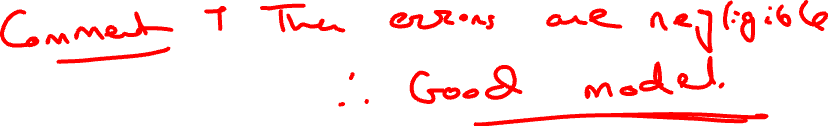 Comment ↑ Then errors are negligible
∴ Good model.